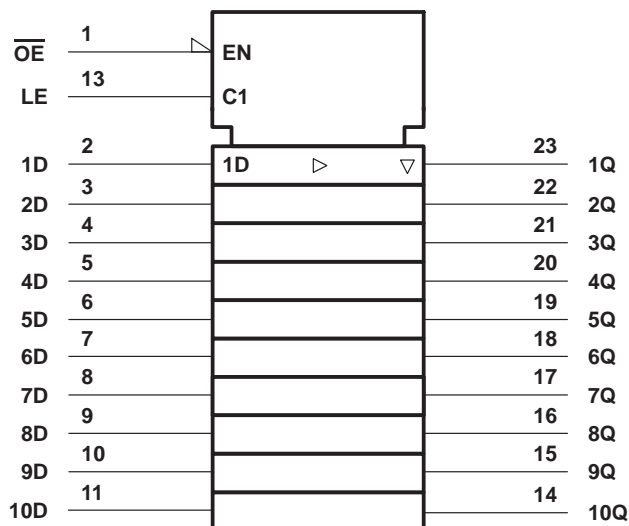 OE 1 EN
LE 13 C1
1D 2 1D 23 1Q
2D 3 22 2Q
3D 4 21 3Q
4D 5 20 4Q
5D 6 19 5Q
6D 7 18 6Q
7D 8 17 7Q
8D 9 16 8Q
9D 10 15 9Q
10D 11 14 10Q